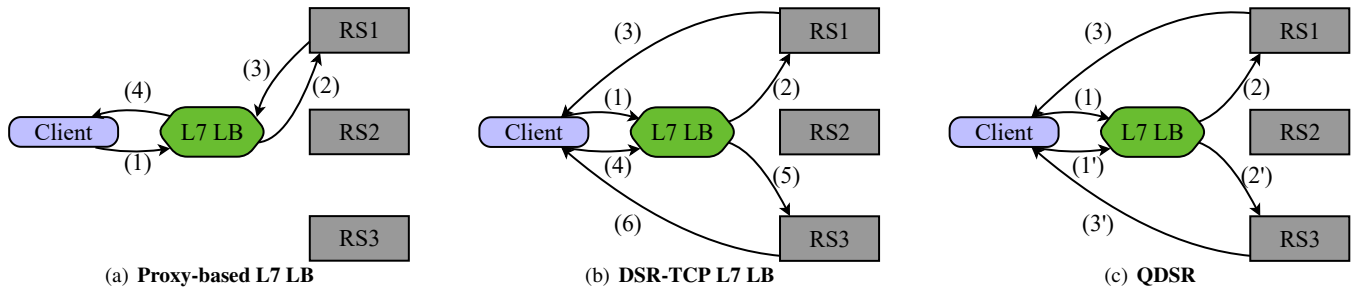 RS1
(3)
(2)
(4)
Client
L7 LB
RS2
(1)
RS3
(a) Proxy-based L7 LB
RS1
(3)
(2)
(1)
Client
L7 LB
RS2
(4)
(5)
(6)
RS3
(b) DSR-TCP L7 LB
RS1
(3)
(2)
(1)
Client
L7 LB
RS2
(1')
(2')
(3')
RS3
(c) QDSR